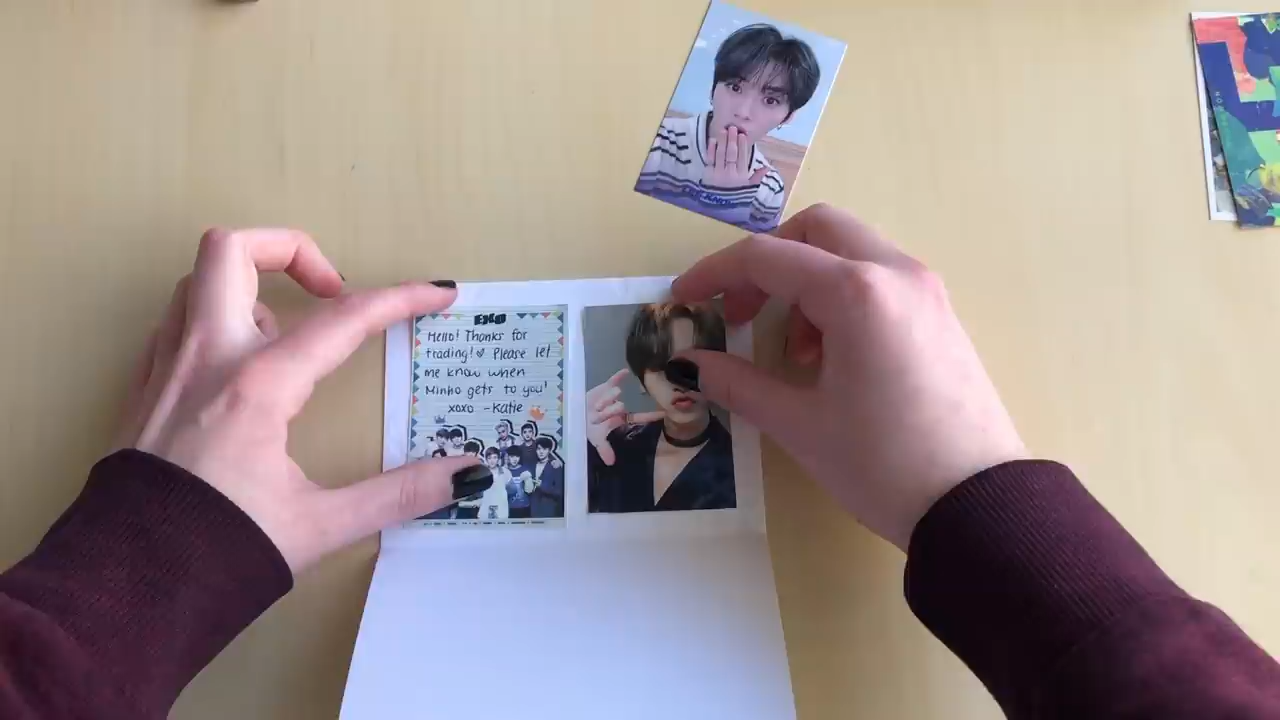 EXO
Hello! Thanks for
trading! Please let
me know when
Minho gets to you!
xoxo -Katie